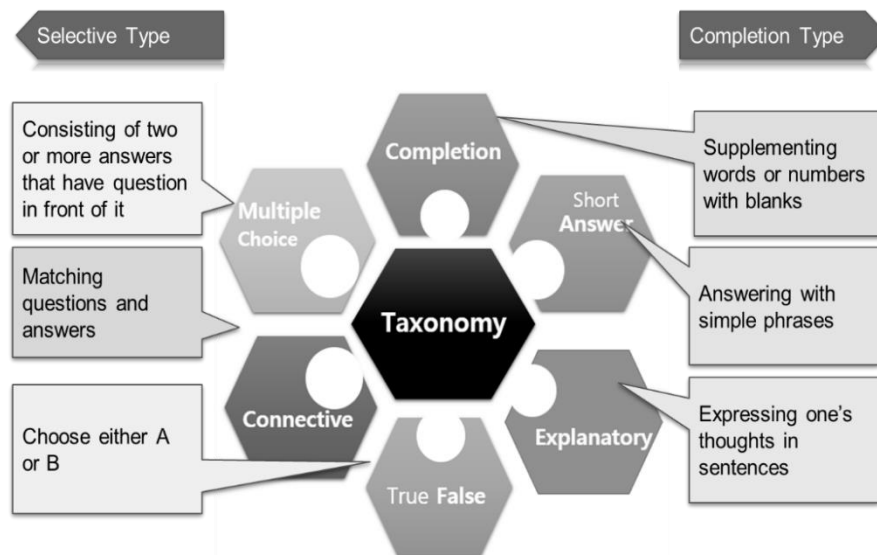 Selective Type
Completion Type
Consisting of two
or more answers
that have question
in front of it
Matching
questions and
answers
Choose either A
or B
Completion
Multiple
Choice
Short
Answer
Taxonomy
Connective
Explanatory
True False
Supplementing
words or numbers
with blanks
Answering with
simple phrases
Expressing one's
thoughts in
sentences